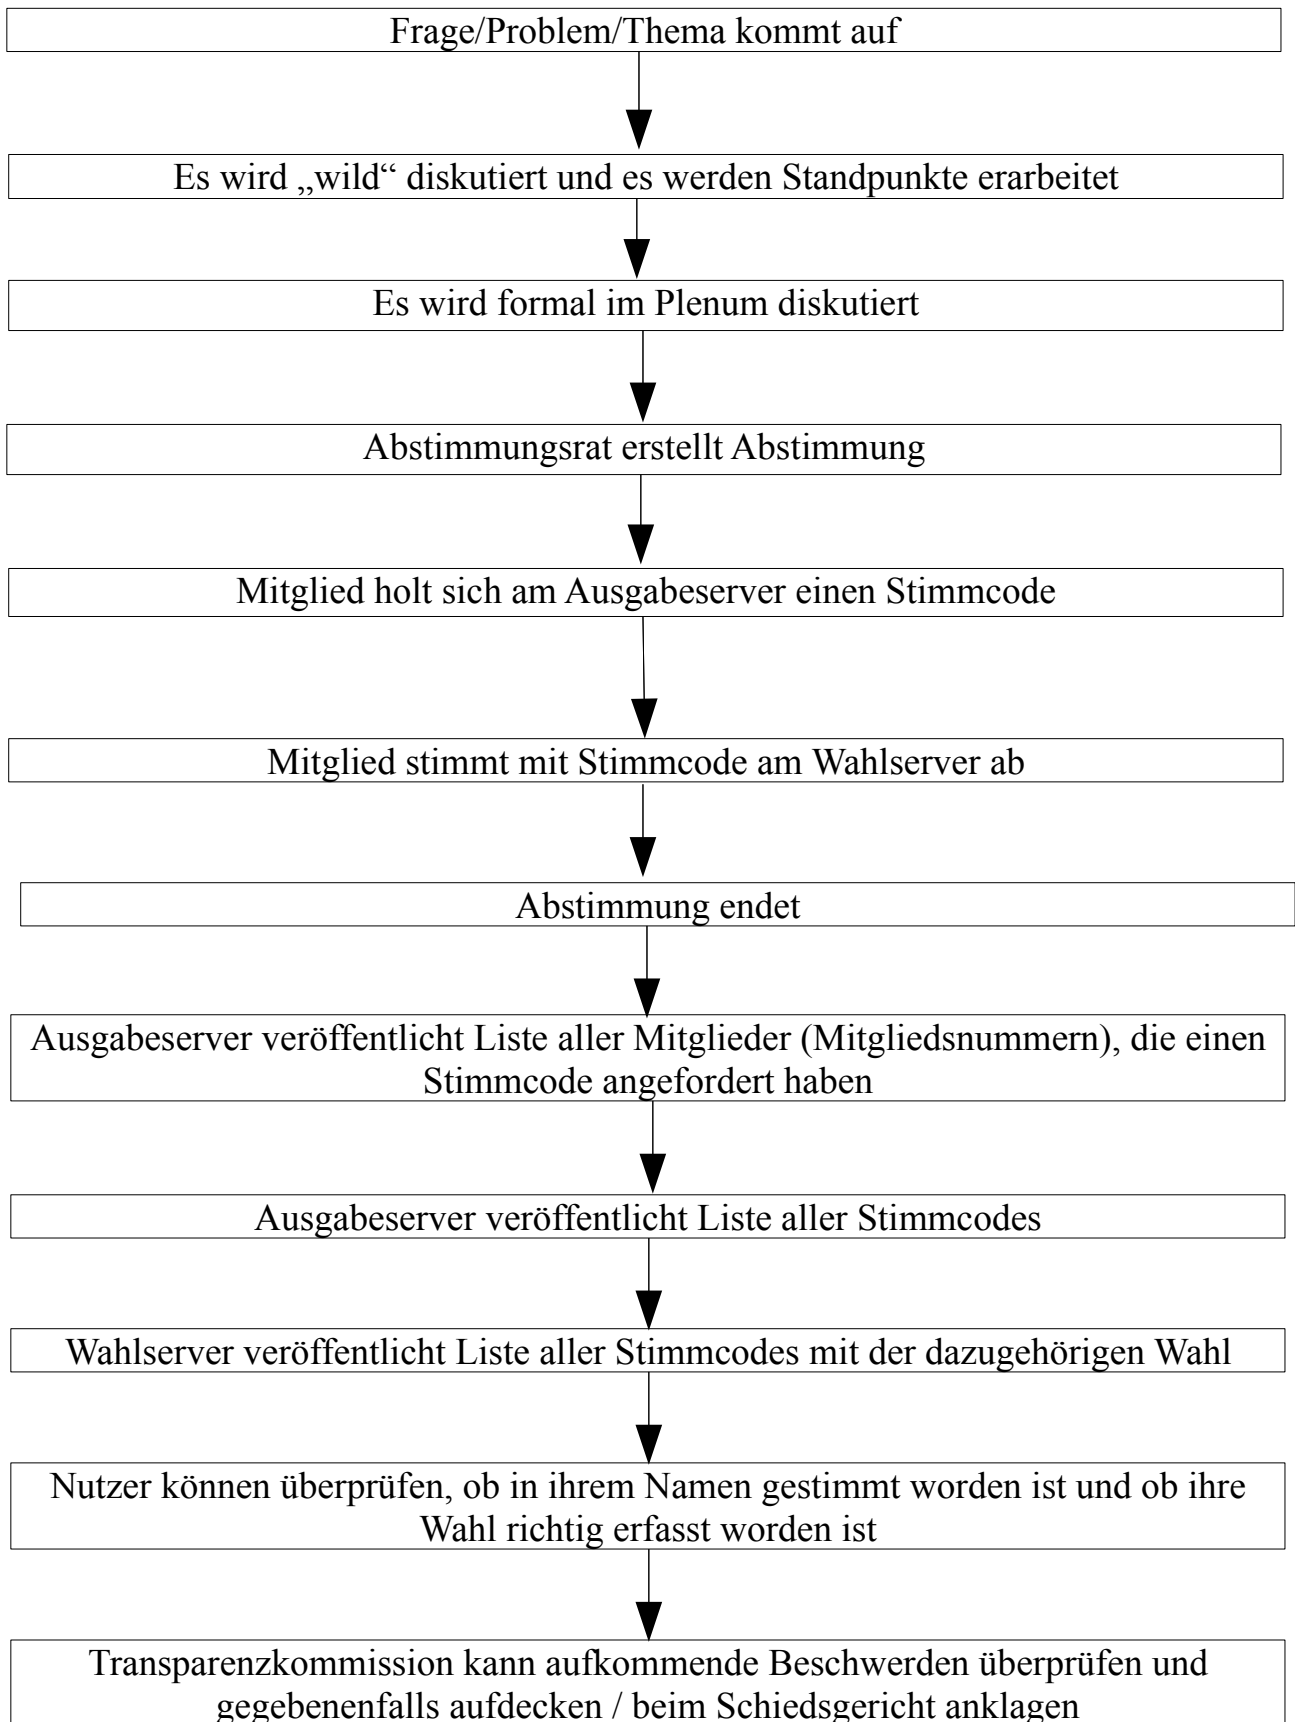 Frage/Problem/Thema kommt auf
Es wird „wild“ diskutiert und es werden Standpunkte erarbeitet
Es wird formal im Plenum diskutiert
Abstimmungsrat erstellt Abstimmung
Mitglied holt sich am Ausgabeserver einen Stimmcode
Mitglied stimmt mit Stimmcode am Wahlserver ab
Abstimmung endet
Ausgabeserver veröffentlicht Liste aller Mitglieder (Mitgliedsnummern), die einen
Stimmcode angefordert haben
Ausgabeserver veröffentlicht Liste aller Stimmcodes
Wahlserver veröffentlicht Liste aller Stimmcodes mit der dazugehörigen Wahl
Nutzer können überprüfen, ob in ihrem Namen gestimmt worden ist und ob ihre
Wahl richtig erfasst worden ist
Transparenzkommission kann aufkommende Beschwerden überprüfen und
gegebenenfalls aufdecken / beim Schiedsgericht anklagen